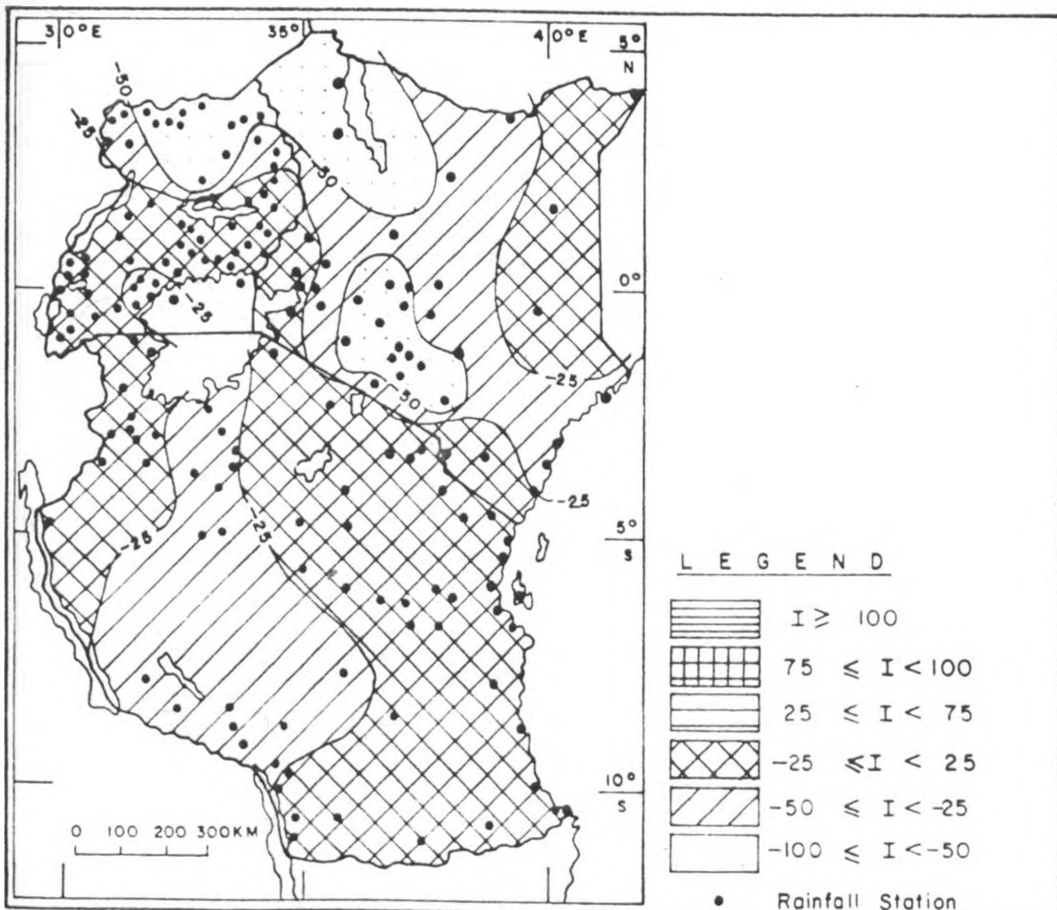 30°E 35° 40° 5°
N
-50
-25
-50
0°
-25
-50
-25
-25
-25
-25
5°
S
10°
S
0 100 200 300KM
LEGEND
I ≥ 100
75 ≤ I < 100
25 ≤ I < 75
-25 ≤ I < 25
-50 ≤ I < -25
-100 ≤ I < -50
Rainfall Station